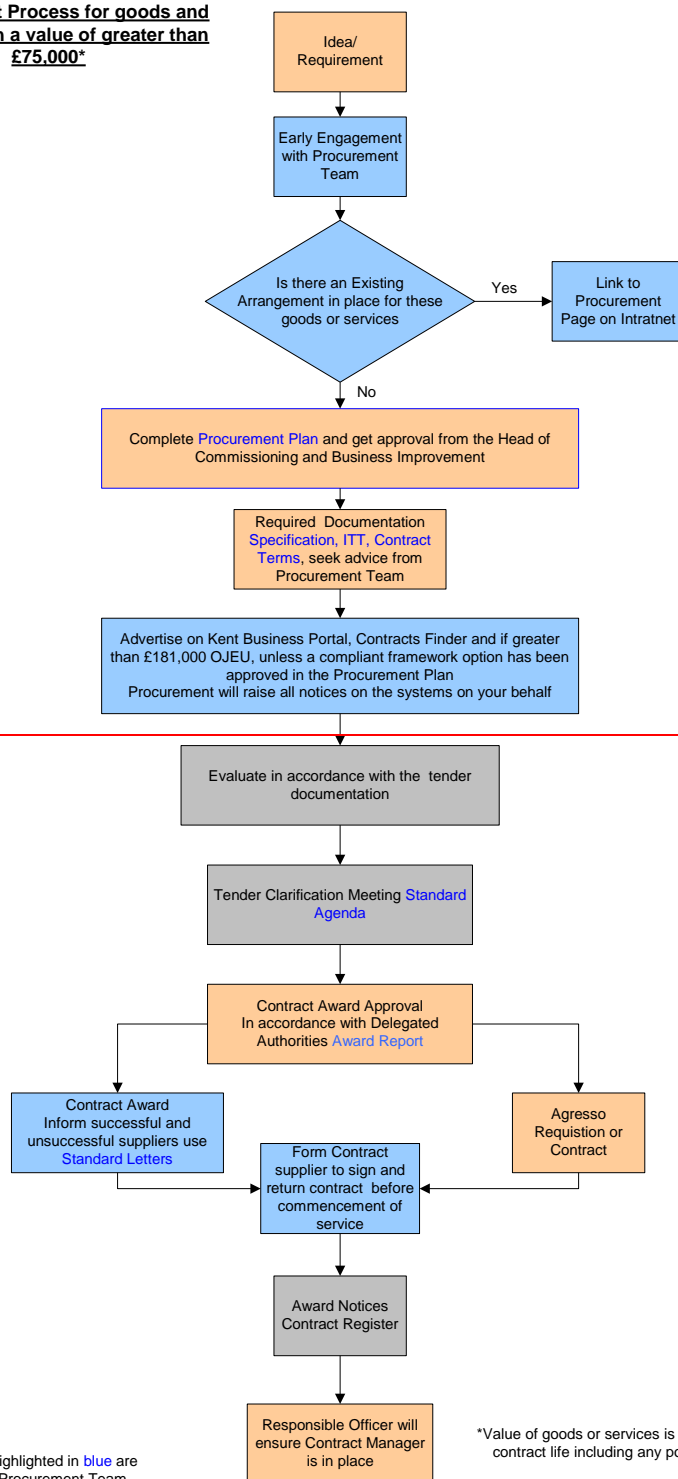 t Process for goods and
n a value of greater than
£75,000*
Idea/
Requirement
Early Engagement
with Procurement
Team
Is there an Existing
Arrangement in place for these
goods or services
Yes
Link to
Procurement
Page on Intratnet
No
Complete Procurement Plan and get approval from the Head of
Commissioning and Business Improvement
Required Documentation
Specification, ITT, Contract
Terms, seek advice from
Procurement Team
Advertise on Kent Business Portal, Contracts Finder and if greater
than £181,000 OJEU, unless a compliant framework option has been
approved in the Procurement Plan
Procurement will raise all notices on the systems on your behalf
Evaluate in accordance with the tender
documentation
Tender Clarification Meeting Standard
Agenda
Contract Award Approval
In accordance with Delegated
Authorities Award Report
Contract Award
Inform successful and
unsuccessful suppliers use
Standard Letters
Agresso
Requistion or
Contract
Form Contract
supplier to sign and
return contract before
commencement of
service
Award Notices
Contract Register
Responsible Officer will
ensure Contract Manager
is in place
*Value of goods or services is
contract life including any po
ighlighted in blue are
Procurement Team